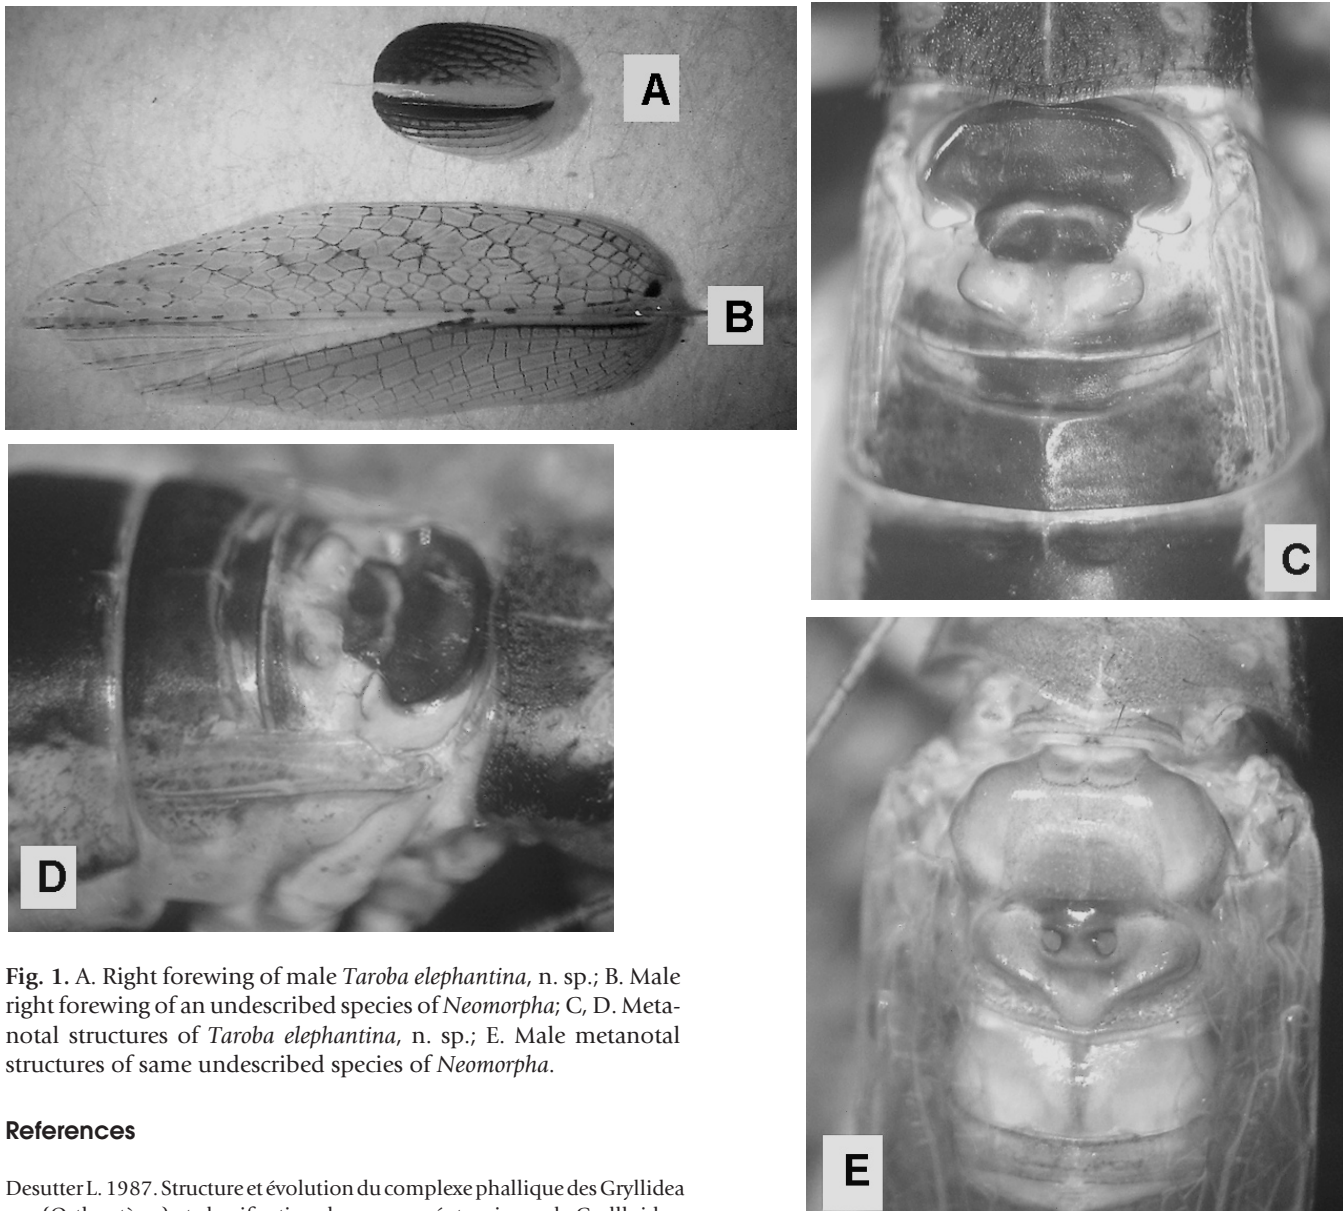 A
B
C
D
E
Fig. 1. A. Right forewing of male Taroba elephantina, n. sp.; B. Male
right forewing of an undescribed species of Neomorpha; C, D. Meta-
notal structures of Taroba elephantina, n. sp.; E. Male metanotal
structures of same undescribed species of Neomorpha.
References
Desutter L. 1987. Structure et évolution du complexe phallique des Gryllidea